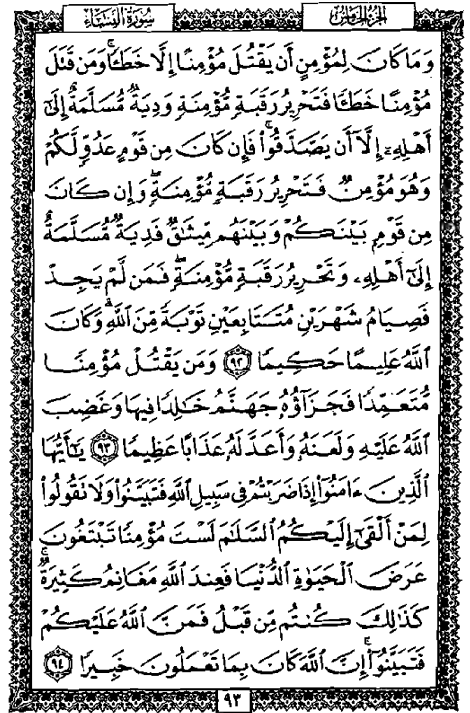 الجزء الخامس
سورة النساء
وَمَا كَانَ لِمُؤْمِنٍ أَن يَقْتُلَ مُؤْمِنًا إِلَّا خَطَـًٔا ۚ وَمَن قَتَلَ
مُؤْمِنًا خَطَـًٔا فَتَحْرِيرُ رَقَبَةٍ مُّؤْمِنَةٍ وَدِيَةٌ مُّسَلَّمَةٌ إِلَىٰٓ
أَهْلِهِۦٓ إِلَّآ أَن يَصَّدَّقُوا۟ ۚ فَإِن كَانَ مِن قَوْمٍ عَدُوٍّ لَّكُمْ
وَهُوَ مُؤْمِنٌ فَتَحْرِيرُ رَقَبَةٍ مُّؤْمِنَةٍ ۖ وَإِن كَانَ
مِن قَوْمٍۭ بَيْنَكُمْ وَبَيْنَهُم مِّيثَـٰقٌ فَدِيَةٌ مُّسَلَّمَةٌ
إِلَىٰٓ أَهْلِهِۦ وَتَحْرِيرُ رَقَبَةٍ مُّؤْمِنَةٍ ۖ فَمَن لَّمْ يَجِدْ
فَصِيَامُ شَهْرَيْنِ مُتَتَابِعَيْنِ تَوْبَةً مِّنَ ٱللَّهِ ۗ وَكَانَ
ٱللَّهُ عَلِيمًا حَكِيمًا ٩٢ وَمَن يَقْتُلْ مُؤْمِنًا
مُّتَعَمِّدًا فَجَزَآؤُهُۥ جَهَنَّمُ خَـٰلِدًا فِيهَا وَغَضِبَ
ٱللَّهُ عَلَيْهِ وَلَعَنَهُۥ وَأَعَدَّ لَهُۥ عَذَابًا عَظِيمًا ٩٣ يَـٰٓأَيُّهَا
ٱلَّذِينَ ءَامَنُوٓا۟ إِذَا ضَرَبْتُمْ فِى سَبِيلِ ٱللَّهِ فَتَبَيَّنُوا۟ وَلَا تَقُولُوا۟
لِمَنْ أَلْقَىٰٓ إِلَيْكُمُ ٱلسَّلَـٰمَ لَسْتَ مُؤْمِنًا تَبْتَغُونَ
عَرَضَ ٱلْحَيَوٰةِ ٱلدُّنْيَا فَعِندَ ٱللَّهِ مَغَانِمُ كَثِيرَةٌ ۚ
كَذَٰلِكَ كُنتُم مِّن قَبْلُ فَمَنَّ ٱللَّهُ عَلَيْكُمْ
فَتَبَيَّنُوٓا۟ ۚ إِنَّ ٱللَّهَ كَانَ بِمَا تَعْمَلُونَ خَبِيرًا ٩٤
٩٣